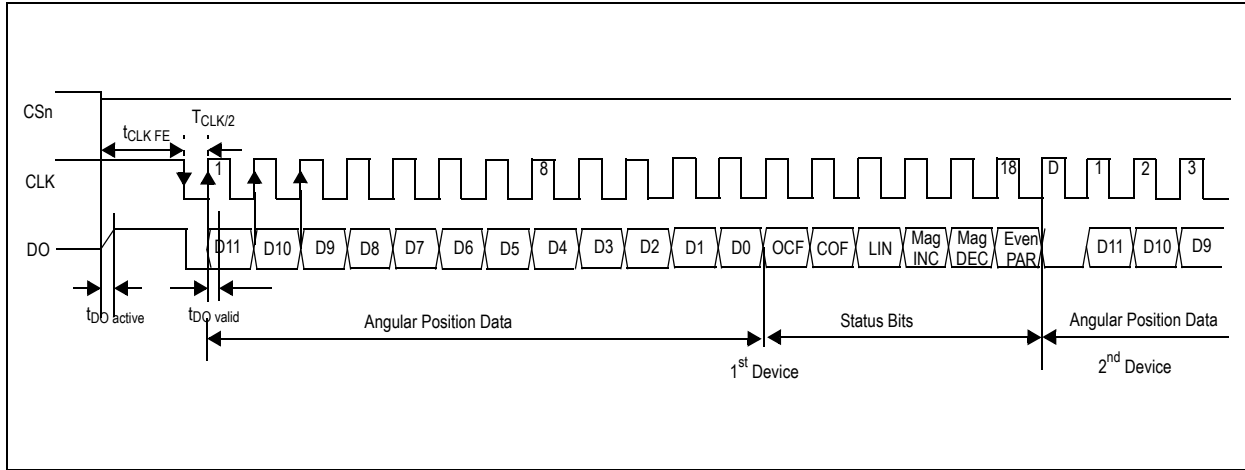 CSn
tCLK FE
TCLK/2
CLK
1
8
18
D
1
2
3
DO
D11
D10
D9
D8
D7
D6
D5
D4
D3
D2
D1
D0
OCF
COF
LIN
Mag
INC
Mag
DEC
Even
PAR
D11
D10
D9
tDO active
tDO valid
Angular Position Data
Status Bits
Angular Position Data
1st Device
2nd Device